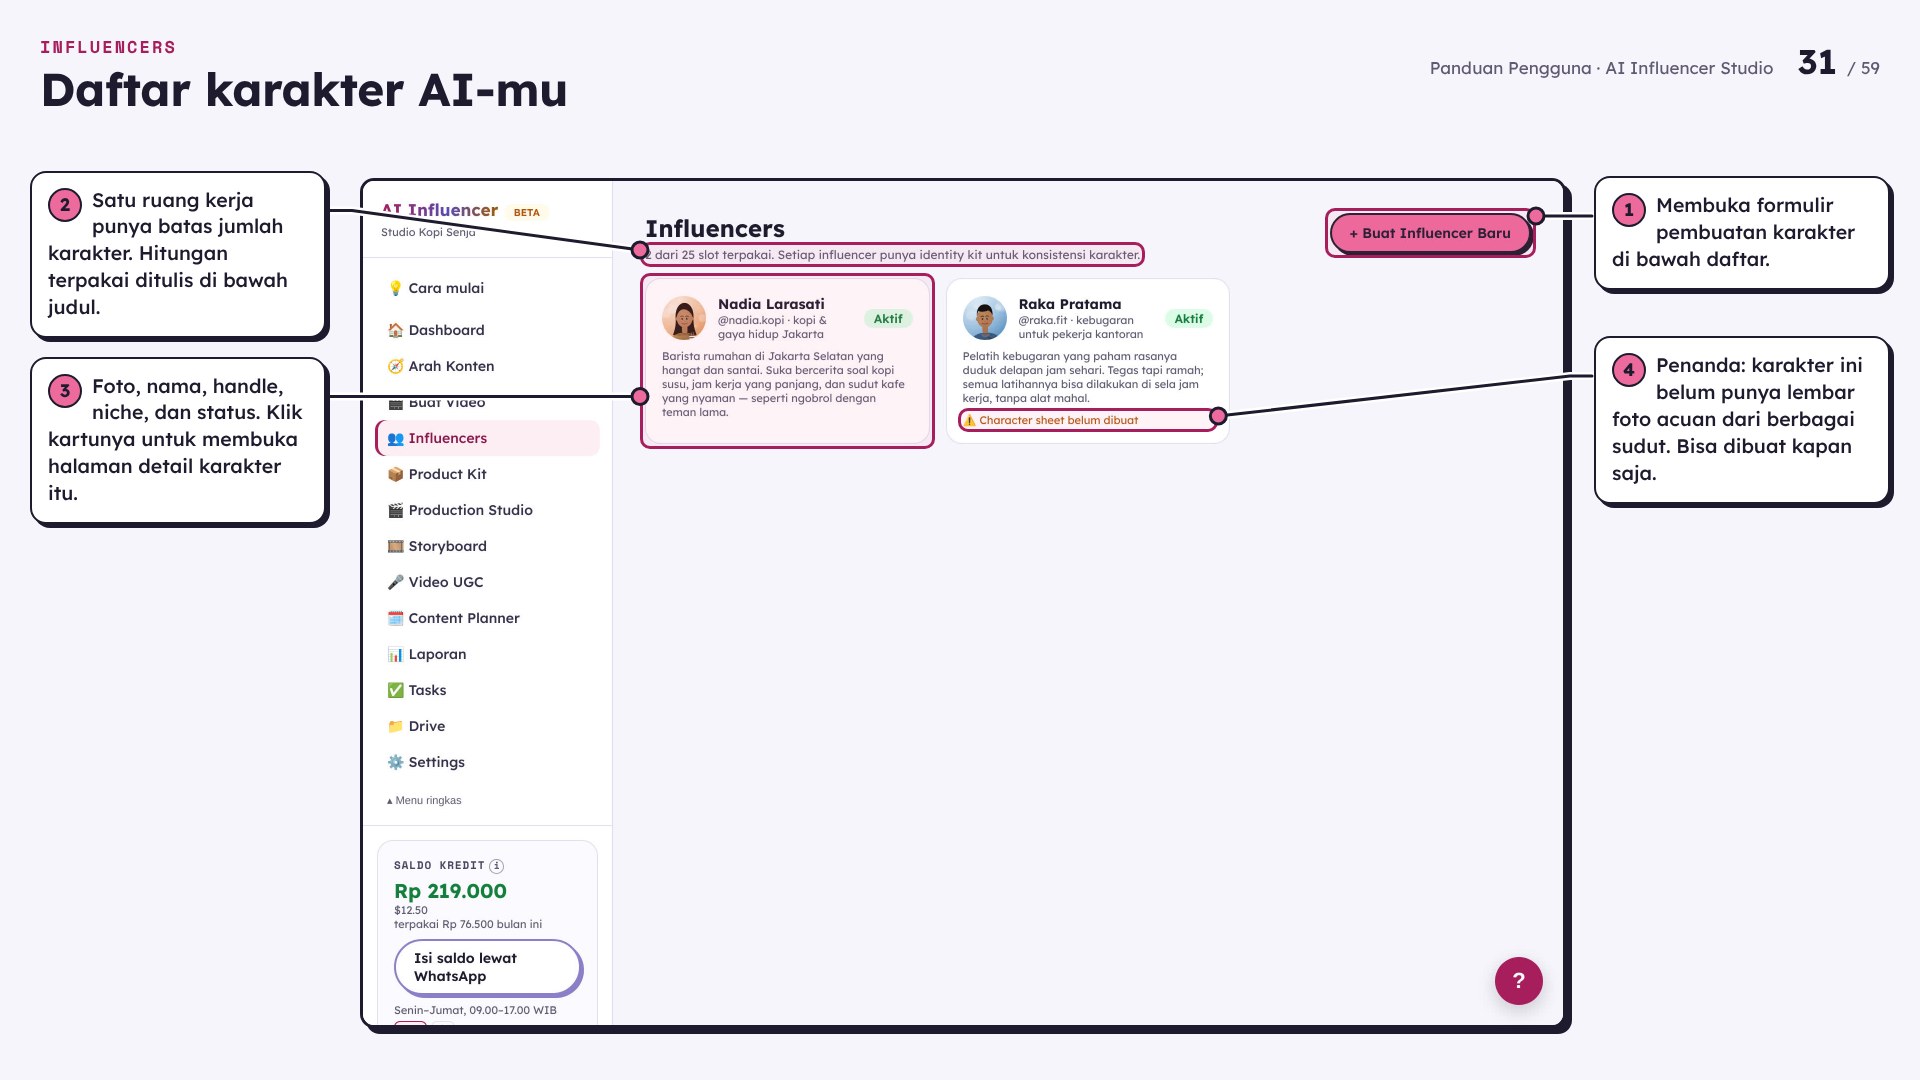 INFLUENCERS
Daftar karakter AI-mu
Panduan Pengguna · AI Influencer Studio 31 / 59
2 Satu ruang kerja
punya batas jumlah
karakter. Hitungan
terpakai ditulis di bawah
judul.
3 Foto, nama, handle,
niche, dan status. Klik
kartunya untuk membuka
halaman detail karakter
itu.
AI Influencer BETA
Studio Kopi Senja
💡 Cara mulai
🏠 Dashboard
🧭 Arah Konten
🎬 Buat Video
👥 Influencers
📦 Product Kit
🎬 Production Studio
🎞️ Storyboard
🎤 Video UGC
🗓️ Content Planner
📊 Laporan
✅ Tasks
📁 Drive
⚙️ Settings
▴ Menu ringkas
SALDO KREDIT i
Rp 219.000
$12.50
terpakai Rp 76.500 bulan ini
Isi saldo lewat
WhatsApp
Senin–Jumat, 09.00–17.00 WIB
Influencers
2 dari 25 slot terpakai. Setiap influencer punya identity kit untuk konsistensi karakter.
+ Buat Influencer Baru
Nadia Larasati
@nadia.kopi · kopi &
gaya hidup Jakarta
Aktif
Barista rumahan di Jakarta Selatan yang
hangat dan santai. Suka bercerita soal kopi
susu, jam kerja yang panjang, dan sudut kafe
yang nyaman — seperti ngobrol dengan
teman lama.
Raka Pratama
@raka.fit · kebugaran
untuk pekerja kantoran
Aktif
Pelatih kebugaran yang paham rasanya
duduk delapan jam sehari. Tegas tapi ramah;
semua latihannya bisa dilakukan di sela jam
kerja, tanpa alat mahal.
⚠️ Character sheet belum dibuat
?
1 Membuka formulir
pembuatan karakter
di bawah daftar.
4 Penanda: karakter ini
belum punya lembar
foto acuan dari berbagai
sudut. Bisa dibuat kapan
saja.